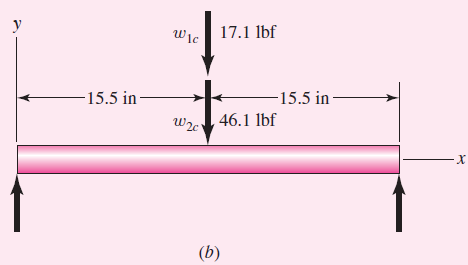 y
w1c 17.1 lbf
15.5 in 15.5 in
w2c 46.1 lbf
x
(b)